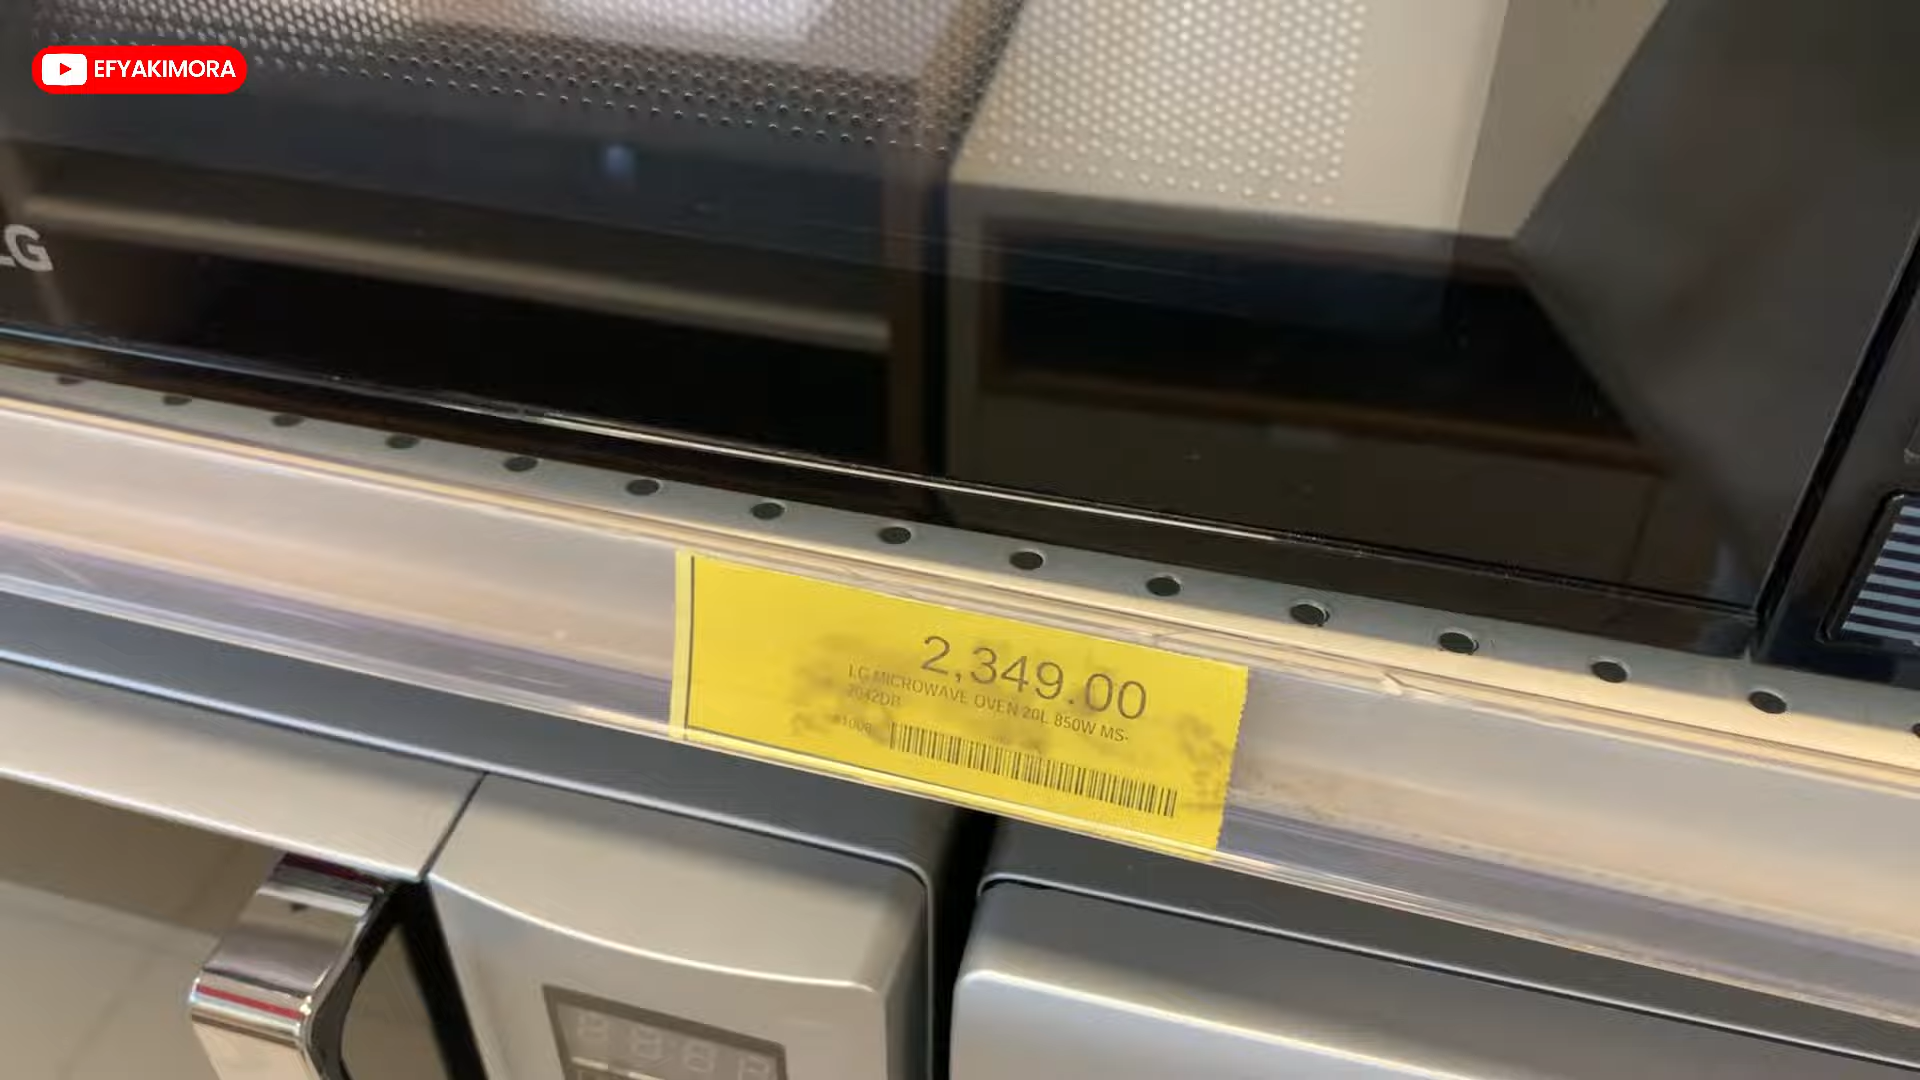 EFYAKIMORA
LG
2,349.00
LG MICROWAVE OVEN 20L 850W MS-
2042DB